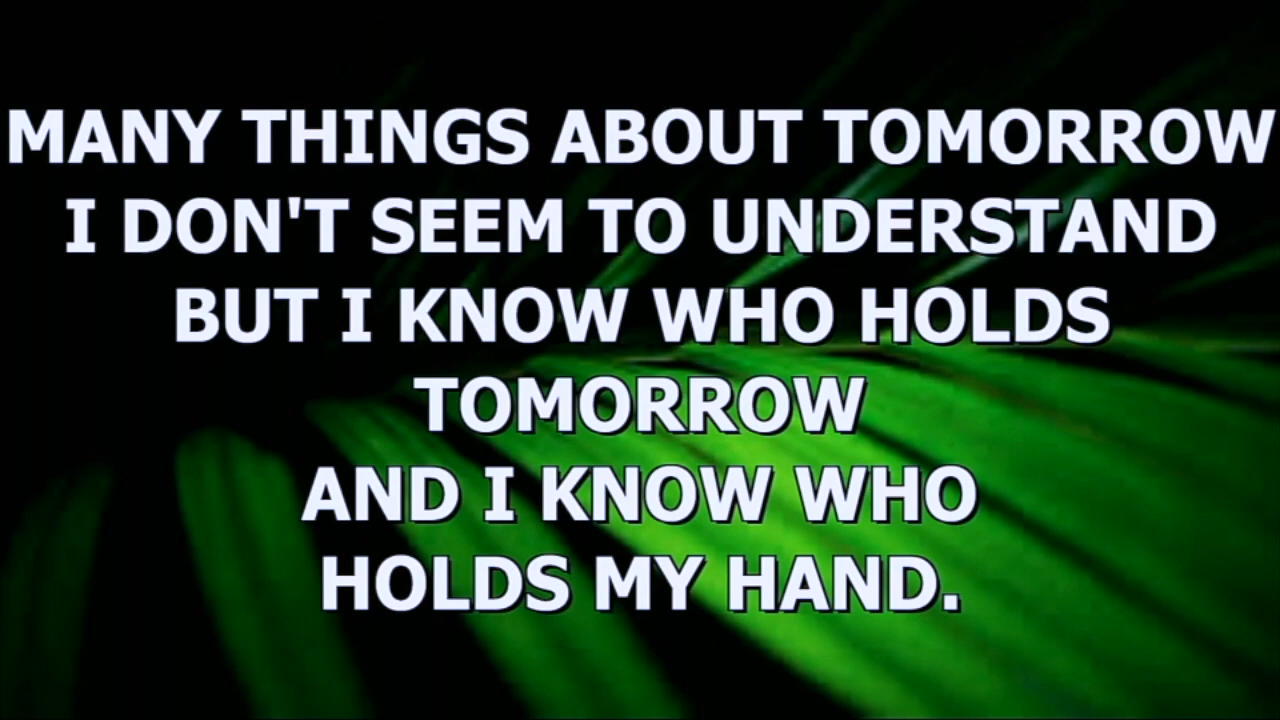 MANY THINGS ABOUT TOMORROW
I DON'T SEEM TO UNDERSTAND
BUT I KNOW WHO HOLDS
TOMORROW
AND I KNOW WHO
HOLDS MY HAND.